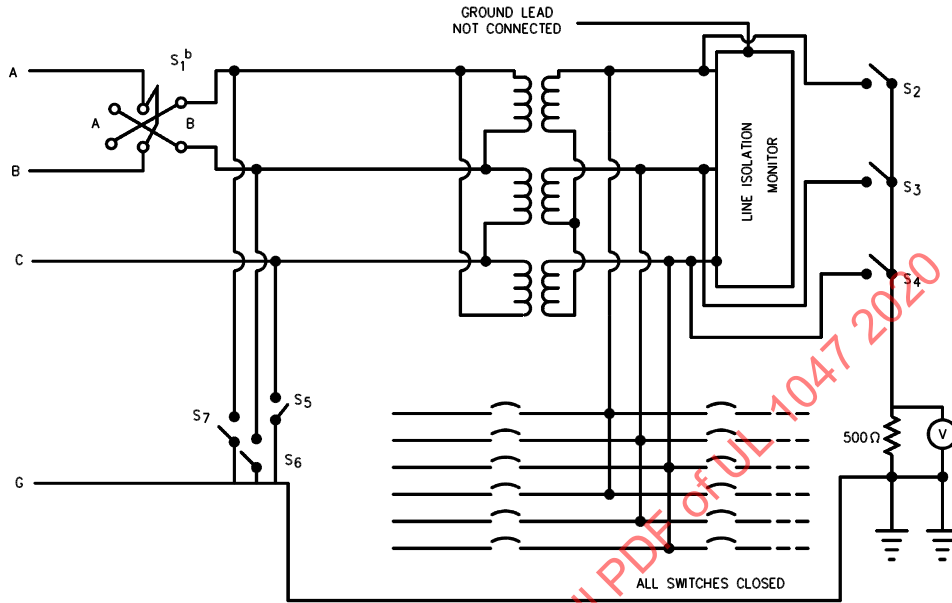 GROUND LEAD
NOT CONNECTED
S1b
A
A
B
B
C
S2
S3
S4
LINE ISOLATION
MONITOR
S5
S7
S6
G
500Ω
V
ALL SWITCHES CLOSED
PDF of UL 1047 2020